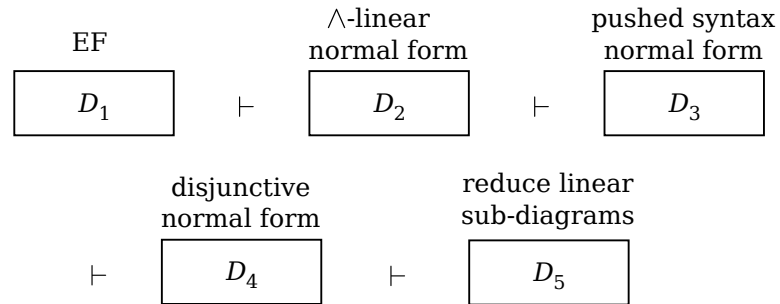 EF
∧-linear
normal form
pushed syntax
normal form
D₁ ⊢ D₂ ⊢ D₃
disjunctive
normal form
reduce linear
sub-diagrams
⊢ D₄ ⊢ D₅